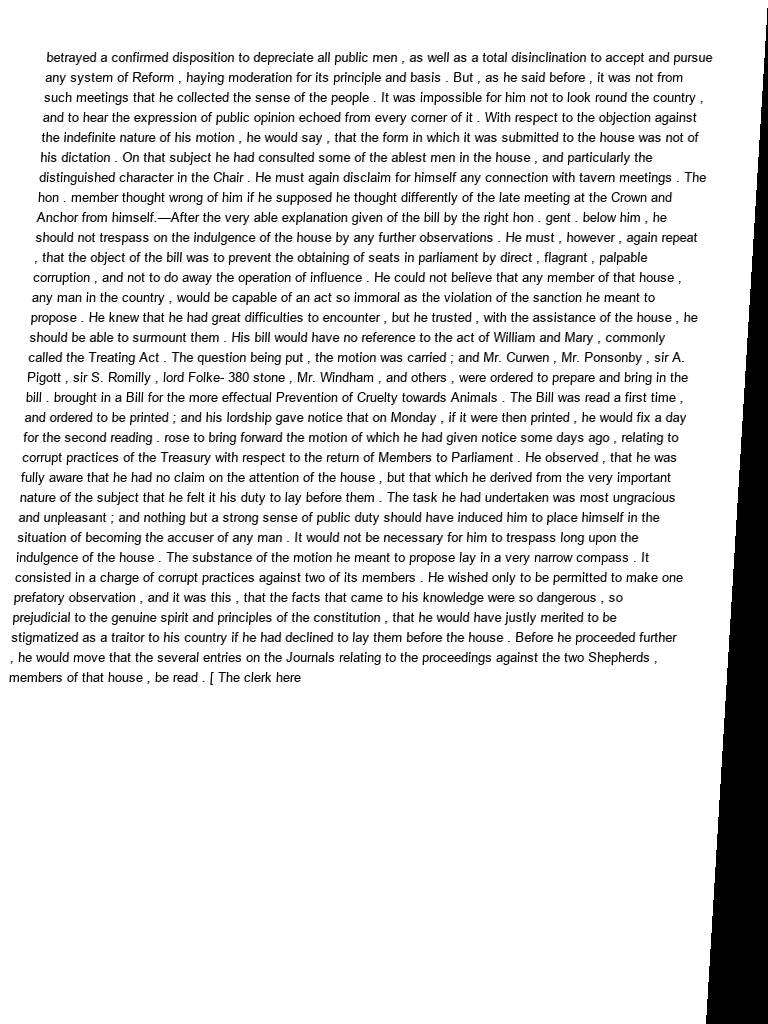 betrayed a confirmed disposition to depreciate all public men , as well as a total disinclination to accept and pursue
any system of Reform , haying moderation for its principle and basis . But , as he said before , it was not from
such meetings that he collected the sense of the people . It was impossible for him not to look round the country ,
and to hear the expression of public opinion echoed from every corner of it . With respect to the objection against
the indefinite nature of his motion , he would say , that the form in which it was submitted to the house was not of
his dictation . On that subject he had consulted some of the ablest men in the house , and particularly the
distinguished character in the Chair . He must again disclaim for himself any connection with tavern meetings . The
hon . member thought wrong of him if he supposed he thought differently of the late meeting at the Crown and
Anchor from himself.—After the very able explanation given of the bill by the right hon . gent . below him , he
should not trespass on the indulgence of the house by any further observations . He must , however , again repeat
, that the object of the bill was to prevent the obtaining of seats in parliament by direct , flagrant , palpable
corruption , and not to do away the operation of influence . He could not believe that any member of that house ,
any man in the country , would be capable of an act so immoral as the violation of the sanction he meant to
propose . He knew that he had great difficulties to encounter , but he trusted , with the assistance of the house , he
should be able to surmount them . His bill would have no reference to the act of William and Mary , commonly
called the Treating Act . The question being put , the motion was carried ; and Mr. Curwen , Mr. Ponsonby , sir A.
Pigott , sir S. Romilly , lord Folke- 380 stone , Mr. Windham , and others , were ordered to prepare and bring in the
bill . brought in a Bill for the more effectual Prevention of Cruelty towards Animals . The Bill was read a first time ,
and ordered to be printed ; and his lordship gave notice that on Monday , if it were then printed , he would fix a day
for the second reading . rose to bring forward the motion of which he had given notice some days ago , relating to
corrupt practices of the Treasury with respect to the return of Members to Parliament . He observed , that he was
fully aware that he had no claim on the attention of the house , but that which he derived from the very important
nature of the subject that he felt it his duty to lay before them . The task he had undertaken was most ungracious
and unpleasant ; and nothing but a strong sense of public duty should have induced him to place himself in the
situation of becoming the accuser of any man . It would not be necessary for him to trespass long upon the
indulgence of the house . The substance of the motion he meant to propose lay in a very narrow compass . It
consisted in a charge of corrupt practices against two of its members . He wished only to be permitted to make one
prefatory observation , and it was this , that the facts that came to his knowledge were so dangerous , so
prejudicial to the genuine spirit and principles of the constitution , that he would have justly merited to be
stigmatized as a traitor to his country if he had declined to lay them before the house . Before he proceeded further
, he would move that the several entries on the Journals relating to the proceedings against the two Shepherds ,
members of that house , be read . [ The clerk here